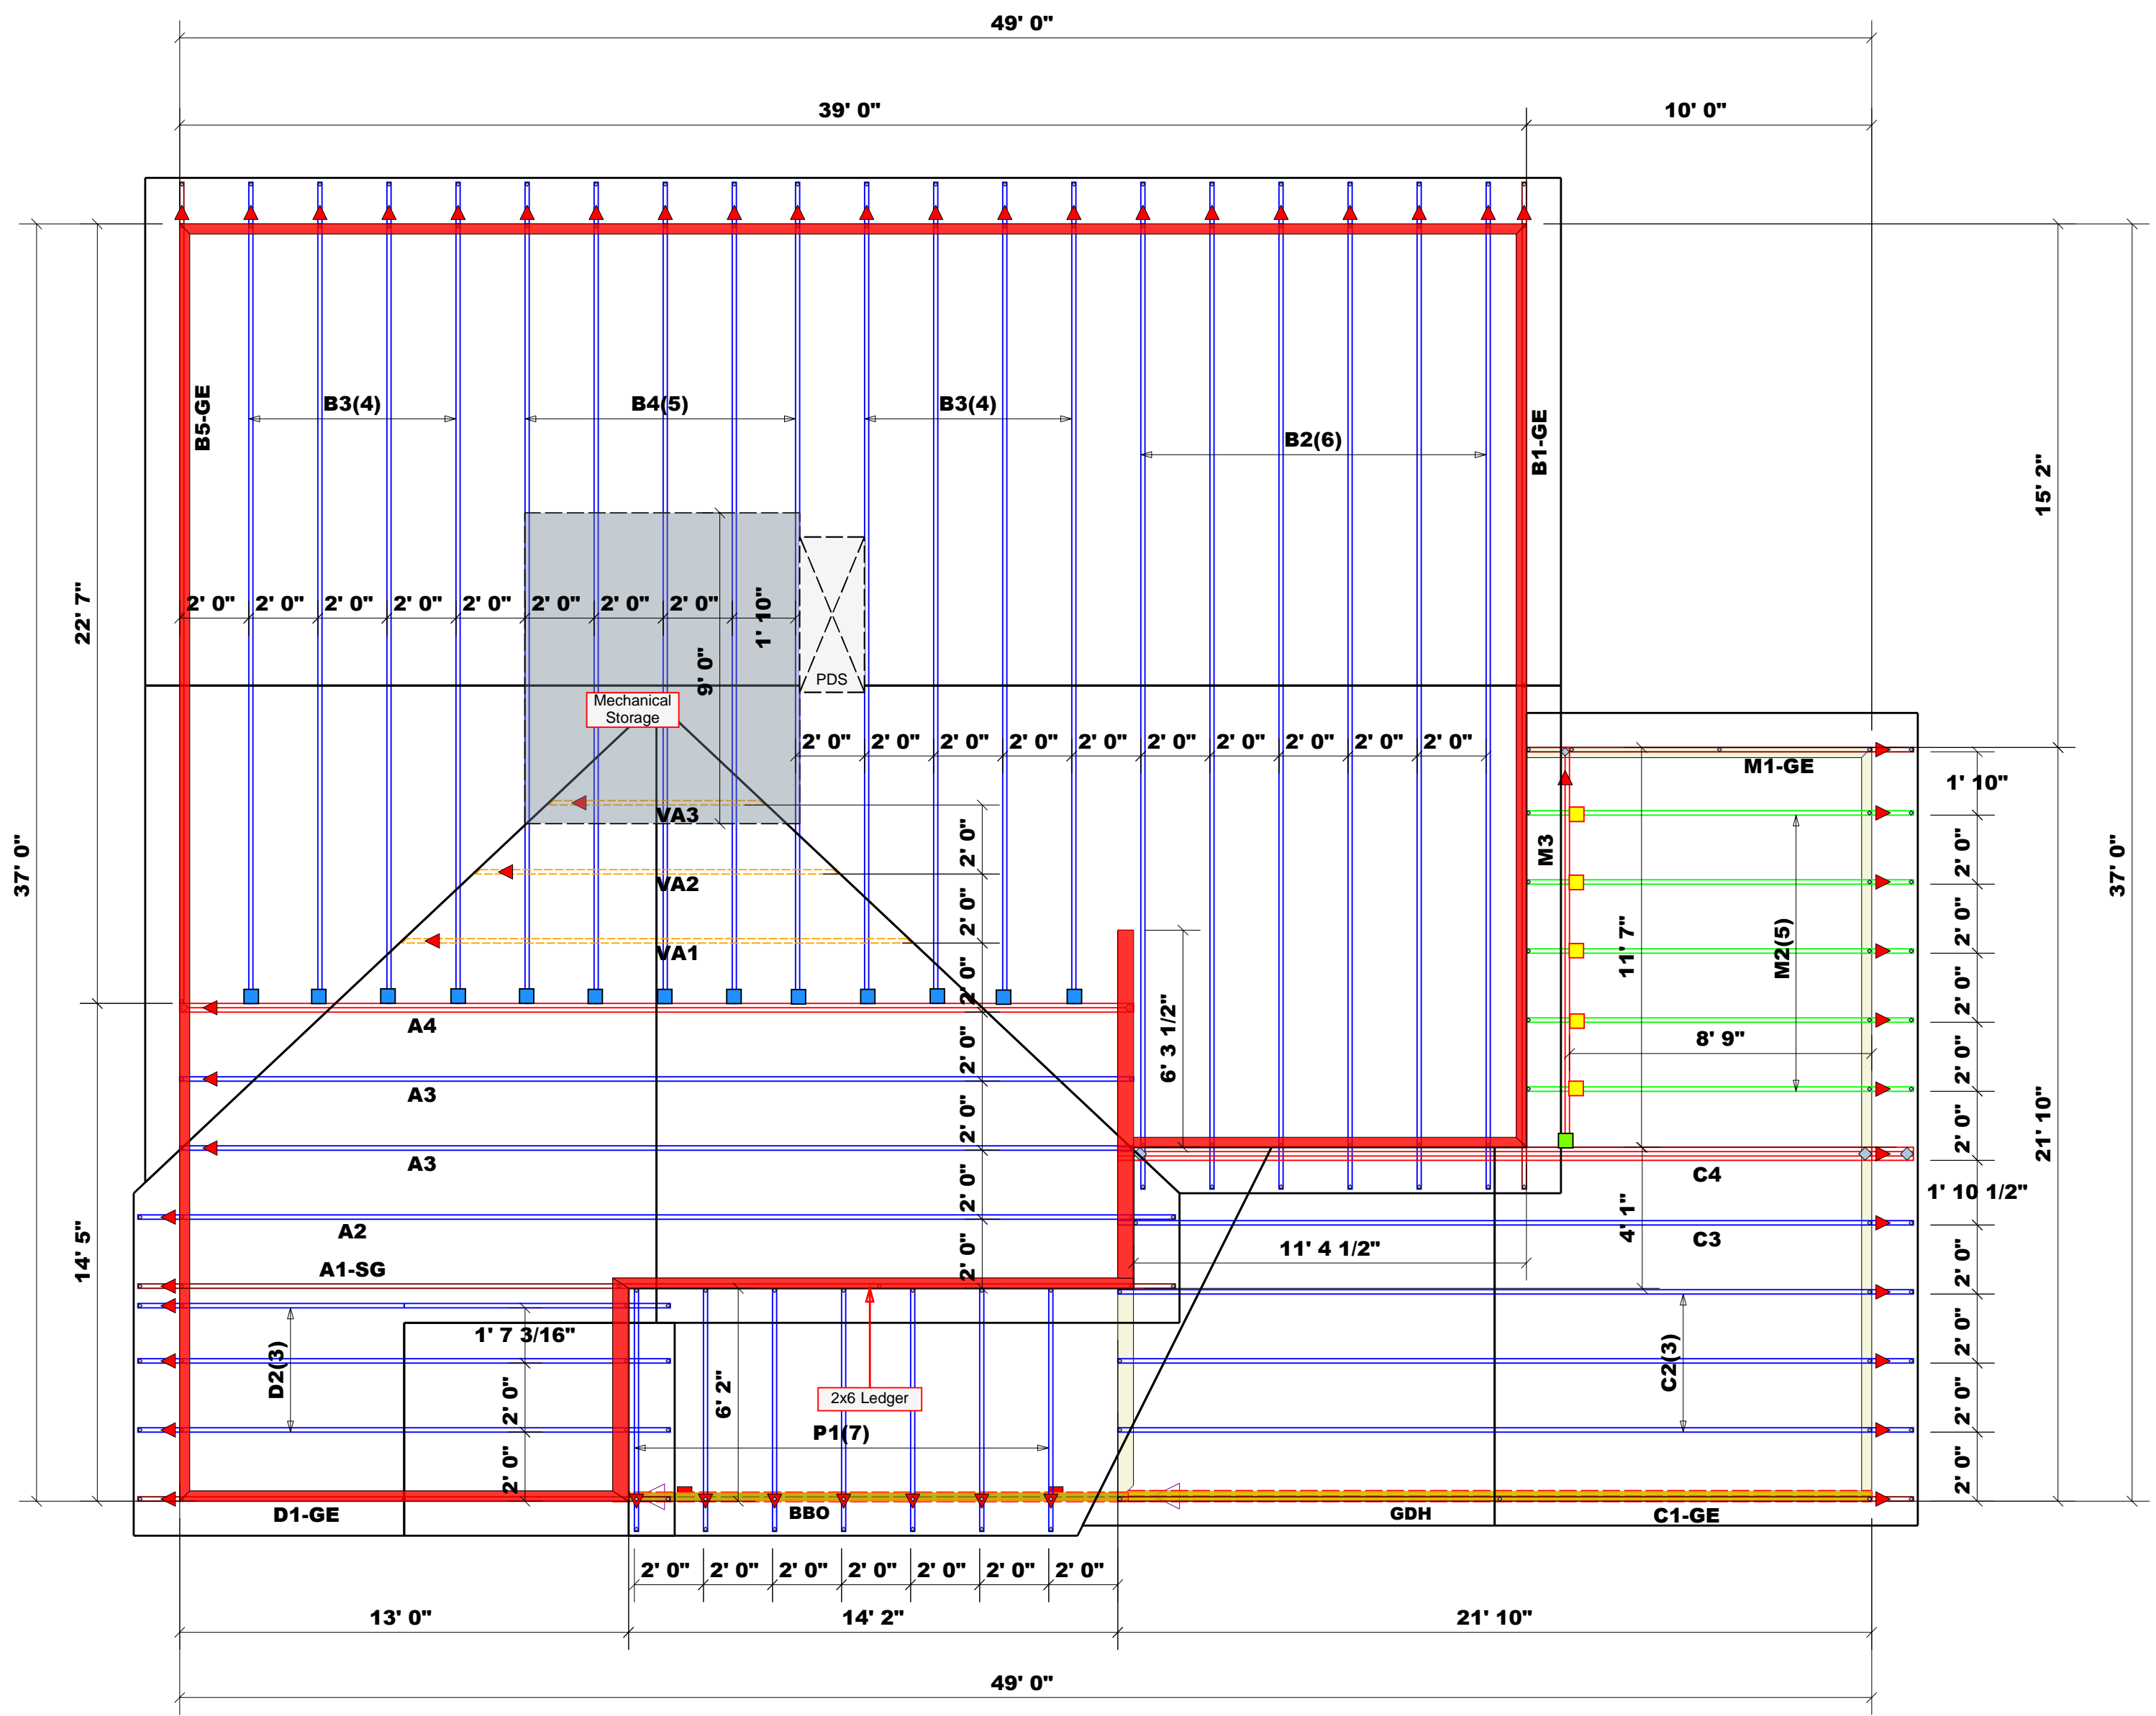 49' 0"
39' 0"
10' 0"
B5-GE
B3(4)
B4(5)
B3(4)
B2(6)
B1-GE
15' 2"
22' 7"
37' 0"
2' 0"
2' 0"
2' 0"
2' 0"
2' 0"
2' 0"
2' 0"
2' 0"
1' 10"
9' 0"
PDS
Mechanical
Storage
2' 0"
2' 0"
2' 0"
2' 0"
2' 0"
2' 0"
2' 0"
2' 0"
2' 0"
2' 0"
M1-GE
1' 10"
VA3
2' 0"
M3
2' 0"
37' 0"
VA2
2' 0"
2' 0"
VA1
2' 0"
11' 7"
M2(5)
2' 0"
A4
2' 0"
6' 3 1/2"
8' 9"
2' 0"
A3
2' 0"
2' 0"
21' 10"
A3
2' 0"
C4
1' 10 1/2"
14' 5"
A2
2' 0"
4' 1"
C3
A1-SG
11' 4 1/2"
2' 0"
1' 7 3/16"
D2(3)
2' 0"
6' 2"
2x6 Ledger
C2(3)
2' 0"
P1(7)
2' 0"
2' 0"
2' 0"
D1-GE
BBO
GDH
C1-GE
2' 0"
2' 0"
2' 0"
2' 0"
2' 0"
2' 0"
2' 0"
13' 0"
14' 2"
21' 10"
49' 0"